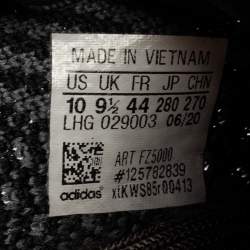 MADE IN VIETNAM
US UK FR JP CHN
10 9½ 44 280 270
LHG 029003 06/20
ART FZ5000
#125782839
adidas xtKWS85r00413